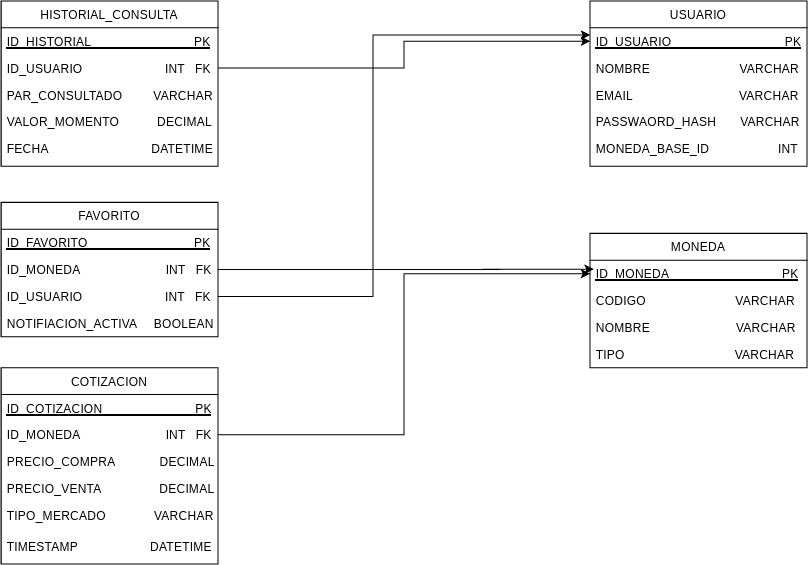 HISTORIAL_CONSULTA
ID_HISTORIAL PK
ID_USUARIO INT FK
PAR_CONSULTADO VARCHAR
VALOR_MOMENTO DECIMAL
FECHA DATETIME
USUARIO
ID_USUARIO PK
NOMBRE VARCHAR
EMAIL VARCHAR
PASSWAORD_HASH VARCHAR
MONEDA_BASE_ID INT
FAVORITO
ID_FAVORITO PK
ID_MONEDA INT FK
ID_USUARIO INT FK
NOTIFIACION_ACTIVA BOOLEAN
MONEDA
ID_MONEDA PK
CODIGO VARCHAR
NOMBRE VARCHAR
TIPO VARCHAR
COTIZACION
ID_COTIZACION PK
ID_MONEDA INT FK
PRECIO_COMPRA DECIMAL
PRECIO_VENTA DECIMAL
TIPO_MERCADO VARCHAR
TIMESTAMP DATETIME